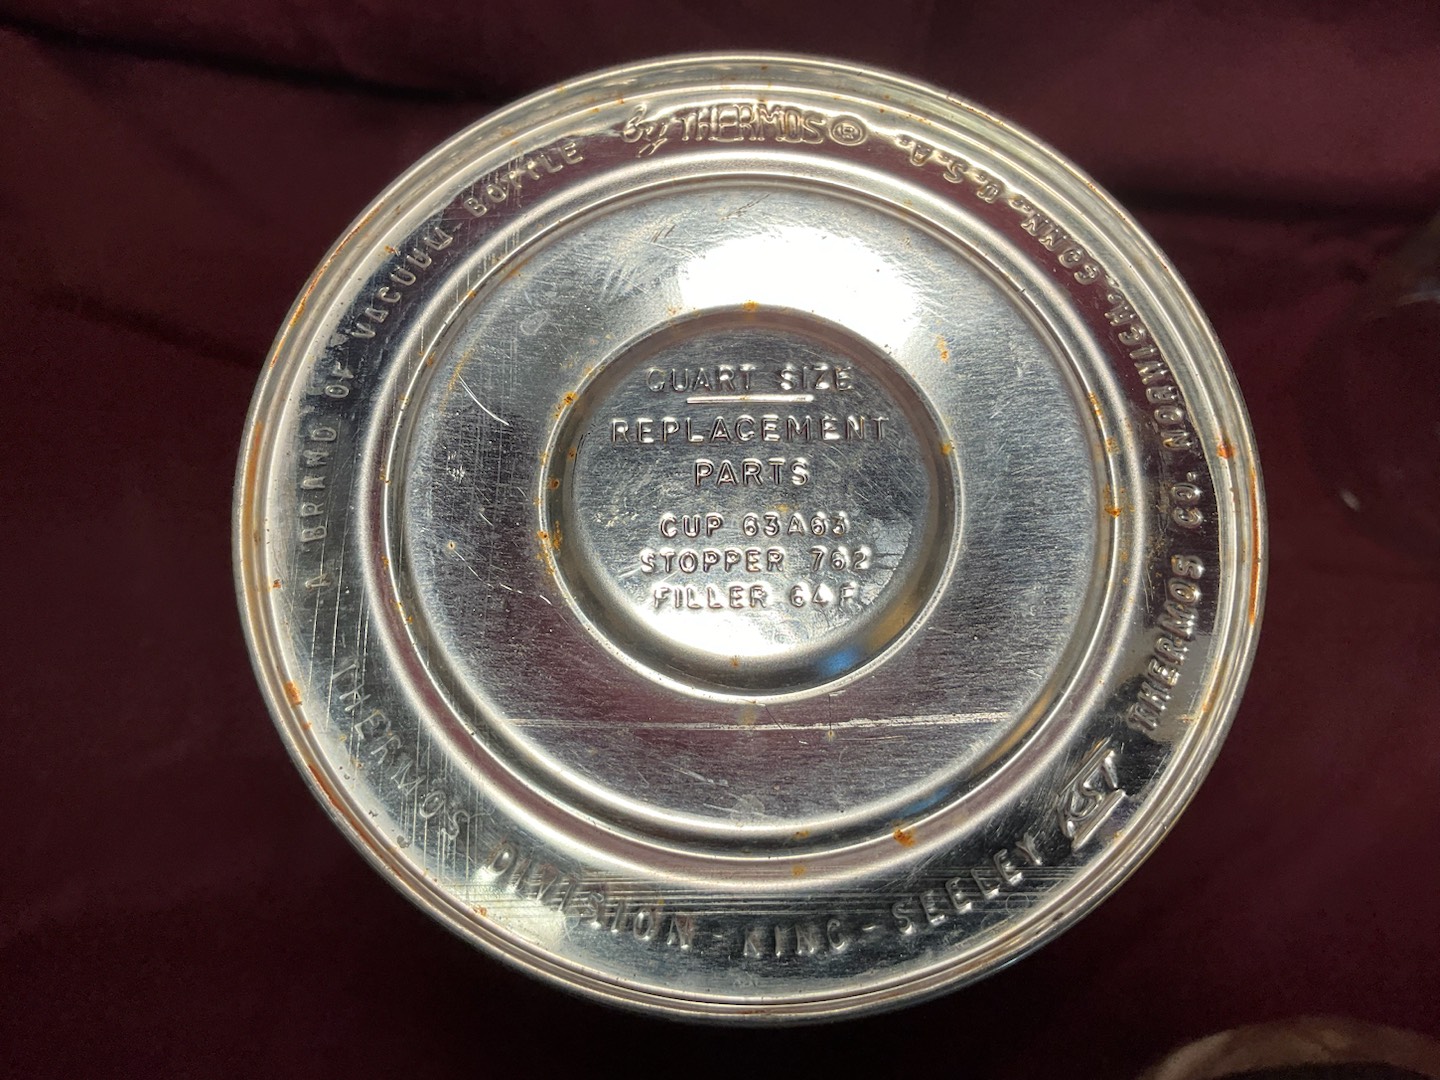 QUART SIZE
REPLACEMENT
PARTS
CUP 63A63
STOPPER 762
FILLER 64F
A BRAND OF VACUUM BOTTLE by THERMOS ®
THERMOS DIVISION - KING - SEELEY KST THERMOS CO. NORWICH, CONN. U.S.A.